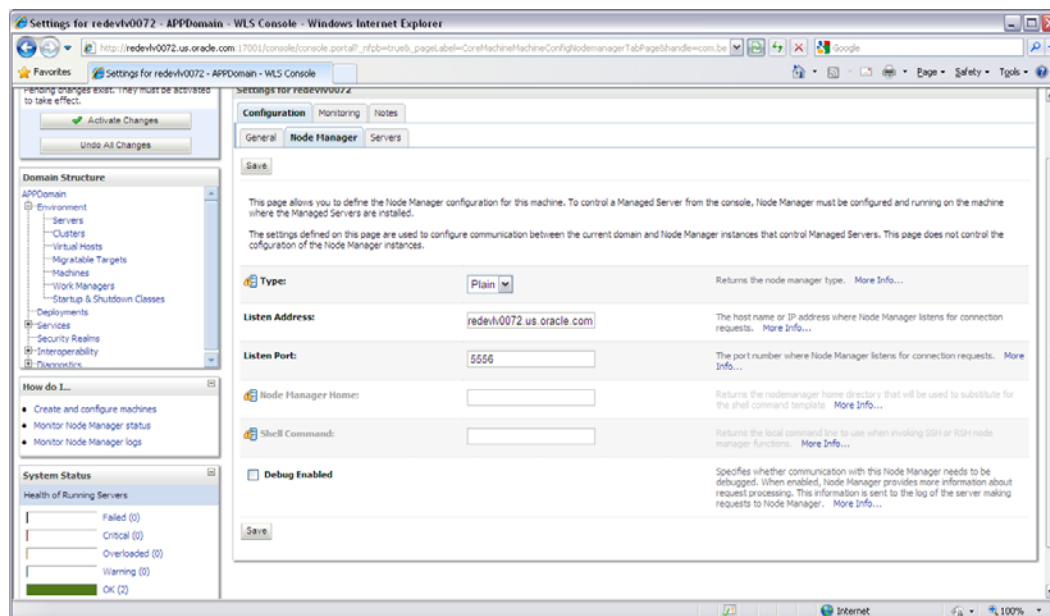 Settings for redevlv0072 - APPDomain - WLS Console - Windows Internet Explorer
http://redevlv0072.us.oracle.com:17001/console/console.portal?_nfpb=true&_pageLabel=CoreMachineMachineConfigNodemanagerTabPage&handle=com.be
Google
Favorites
Settings for redevlv0072 - APPDomain - WLS Console
Page
Safety
Tools
Pending changes exist. They must be activated
to take effect.
Activate Changes
Undo All Changes
Domain Structure
APPDomain
Environment
Servers
Clusters
Virtual Hosts
Migratable Targets
Machines
Work Managers
Startup & Shutdown Classes
Deployments
Services
Security Realms
Interoperability
Diagnostics
How do I...
Create and configure machines
Monitor Node Manager status
Monitor Node Manager logs
System Status
Health of Running Servers
Failed (0)
Critical (0)
Overloaded (0)
Warning (0)
OK (2)
Settings for redevlv0072
Configuration Monitoring Notes
General Node Manager Servers
Save
This page allows you to define the Node Manager configuration for this machine. To control a Managed Server from the console, Node Manager must be configured and running on the machine
where the Managed Servers are installed.
The settings defined on this page are used to configure communication between the current domain and Node Manager instances that control Managed Servers. This page does not control the
cofiguration of the Node Manager instances.
Type: Plain Returns the node manager type. More Info...
Listen Address: redevlv0072.us.oracle.com The host name or IP address where Node Manager listens for connection
requests. More Info...
Listen Port: 5556 The port number where Node Manager listens for connection requests. More
Info...
Node Manager Home: Returns the nodemanager home directory that will be used to substitute for
the shell command template More Info...
Shell Command: Returns the local command line to use when invoking SSH or RSH node
manager functions. More Info...
Debug Enabled Specifies whether communication with this Node Manager needs to be
debugged. When enabled, Node Manager provides more information about
request processing. This information is sent to the log of the server making
requests to Node Manager. More Info...
Save
Internet
100%